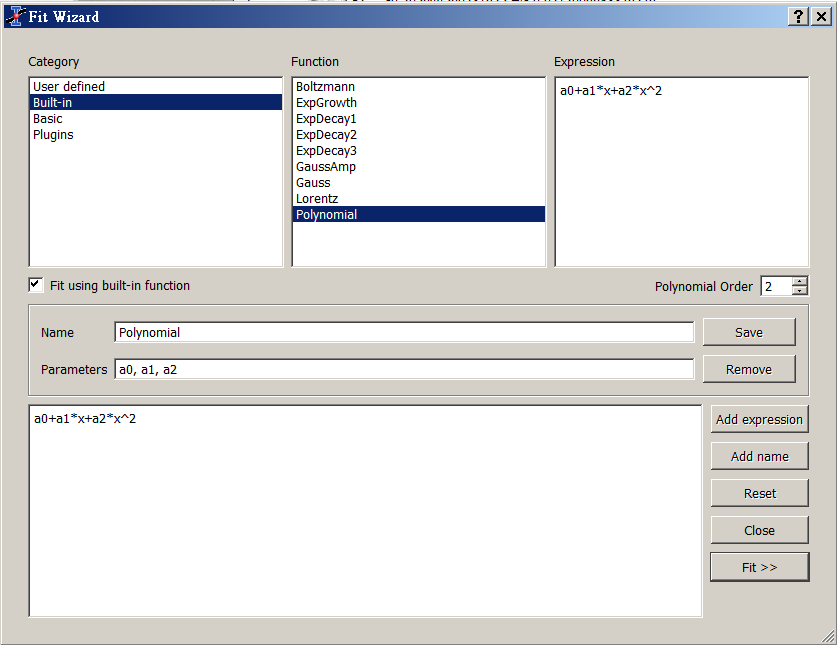 Fit Wizard
Category
Function
Expression
User defined
Built-in
Basic
Plugins
Boltzmann
ExpGrowth
ExpDecay1
ExpDecay2
ExpDecay3
GaussAmp
Gauss
Lorentz
Polynomial
a0+a1*x+a2*x^2
Fit using built-in function
Polynomial Order 2
Name Polynomial Save
Parameters a0, a1, a2 Remove
a0+a1*x+a2*x^2
Add expression
Add name
Reset
Close
Fit >>